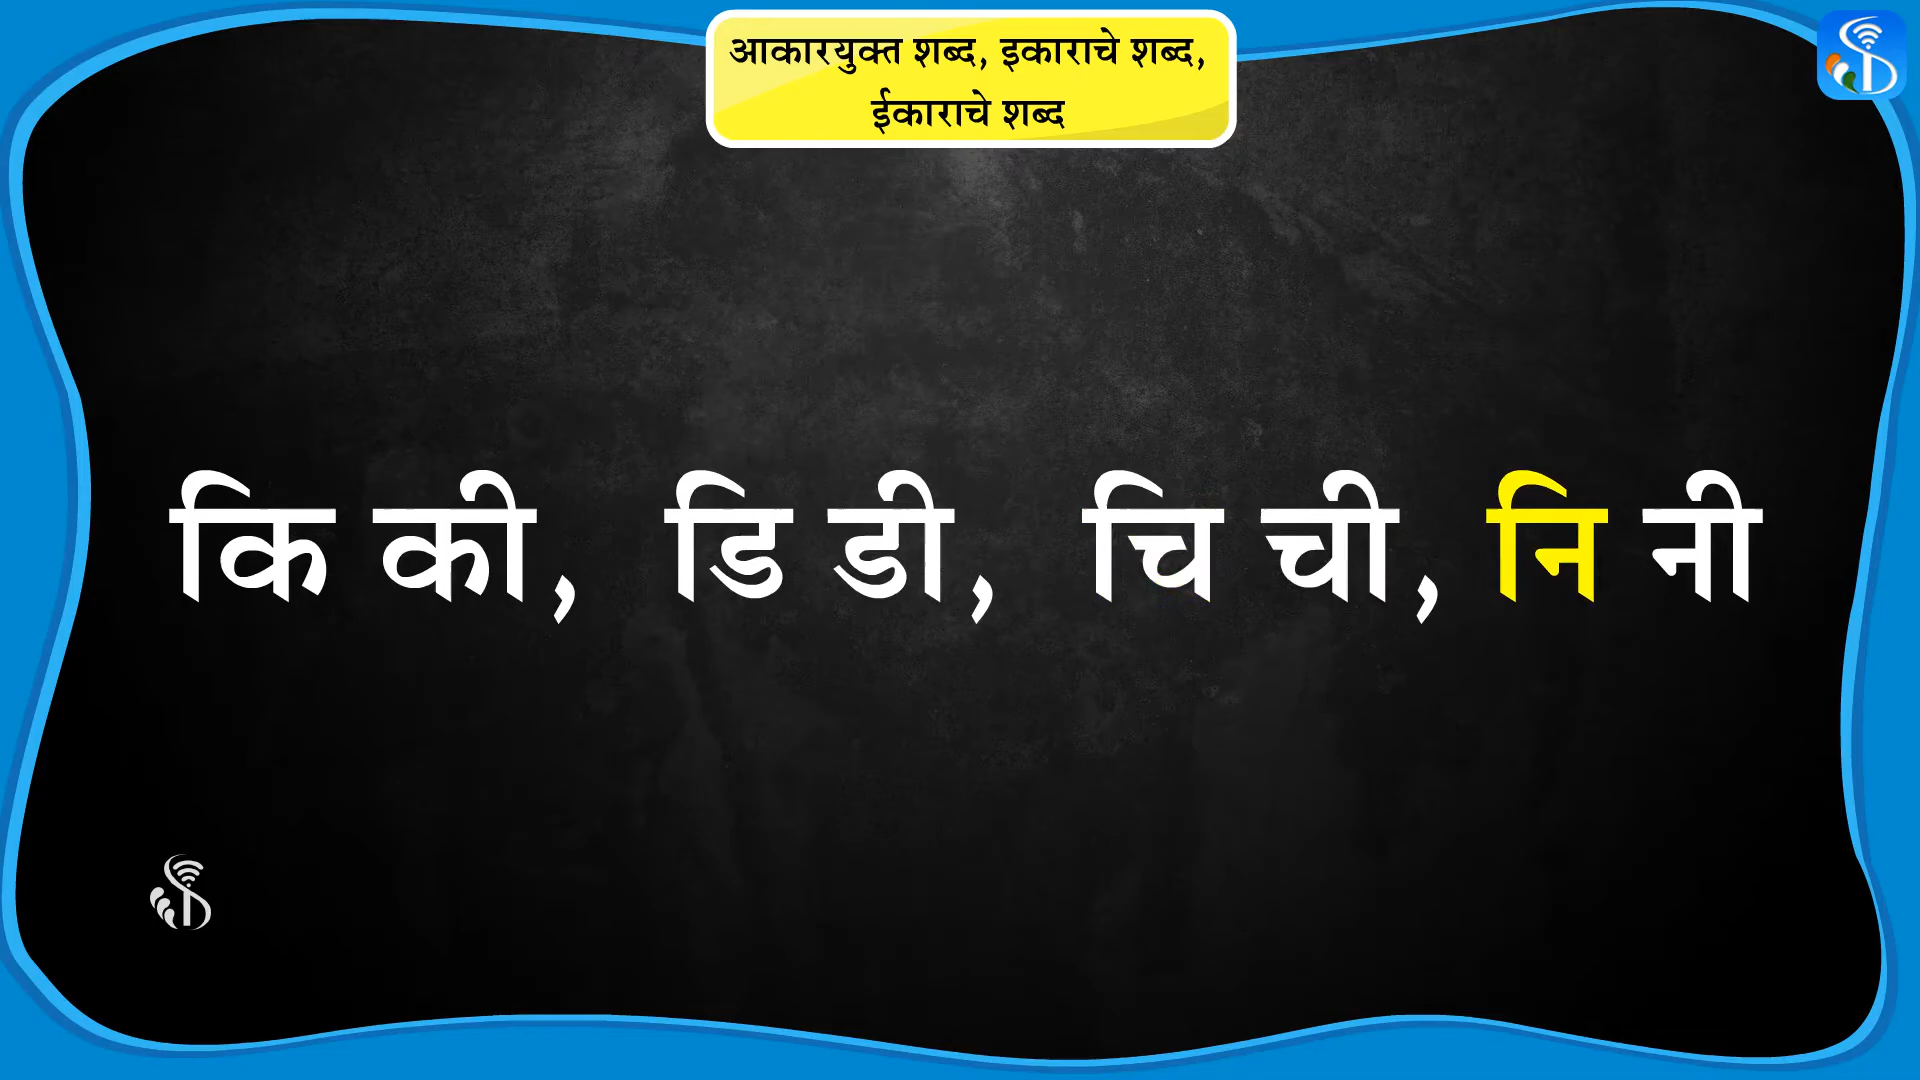 आकारयुक्त शब्द, इकाराचे शब्द,
ईकाराचे शब्द
कि की, डि डी, चि ची, नि नी